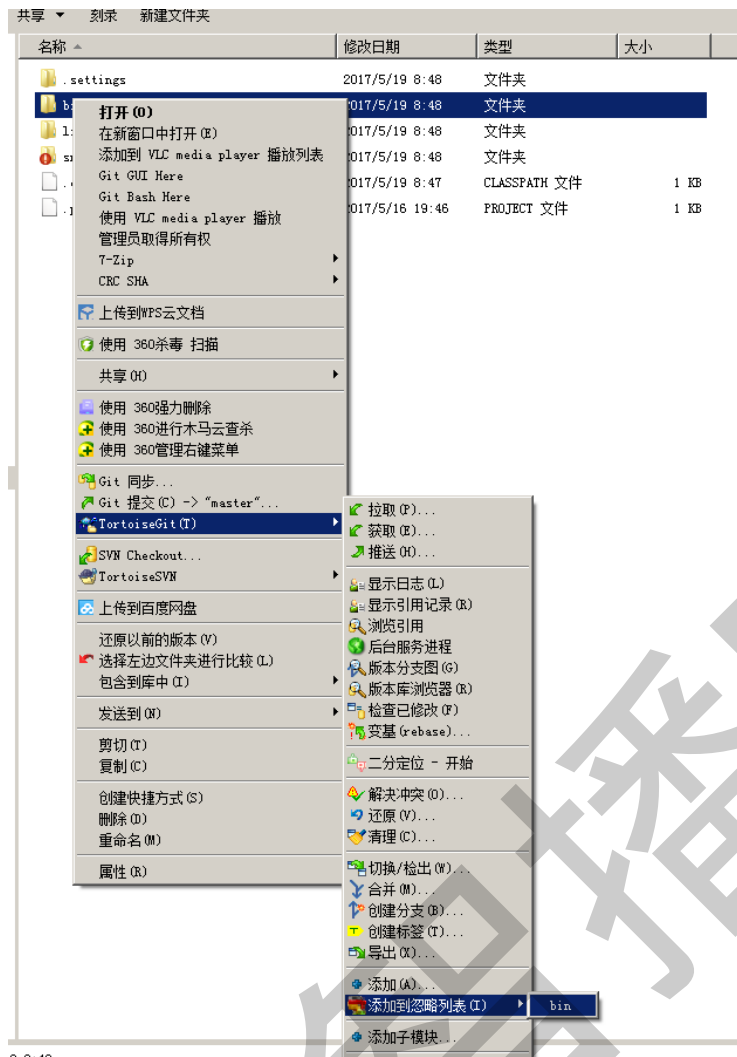 共享 ▼ 刻录 新建文件夹
名称 修改日期 类型 大小
.settings 2017/5/19 8:48 文件夹
2017/5/19 8:48 文件夹
2017/5/19 8:48 文件夹
2017/5/19 8:48 文件夹
2017/5/19 8:47 CLASSPATH 文件 1 KB
2017/5/16 19:46 PROJECT 文件 1 KB
打开(O)
在新窗口中打开(E)
添加到 VLC media player 播放列表
Git GUI Here
Git Bash Here
使用 VLC media player 播放
管理员取得所有权
7-Zip
CRC SHA
上传到WPS云文档
使用 360杀毒 扫描
共享(H)
使用 360强力删除
使用 360进行木马云查杀
使用 360管理右键菜单
Git 同步...
Git 提交(C) -> "master"...
TortoiseGit(T)
SVN Checkout...
TortoiseSVN
上传到百度网盘
还原以前的版本(V)
选择左边文件夹进行比较(L)
包含到库中(I)
发送到(N)
剪切(T)
复制(C)
创建快捷方式(S)
删除(D)
重命名(M)
属性(R)
拉取(P)...
获取(E)...
推送(H)...
显示日志(L)
显示引用记录(R)
浏览引用
后台服务进程
版本分支图(G)
版本库浏览器(R)
检查已修改(F)
变基(rebase)...
二分定位 - 开始
解决冲突(O)...
还原(V)...
清理(C)...
切换/检出(W)...
合并(M)...
创建分支(B)...
创建标签(T)...
导出(X)...
添加(A)...
添加到忽略列表(I)
bin
添加子模块...
智播